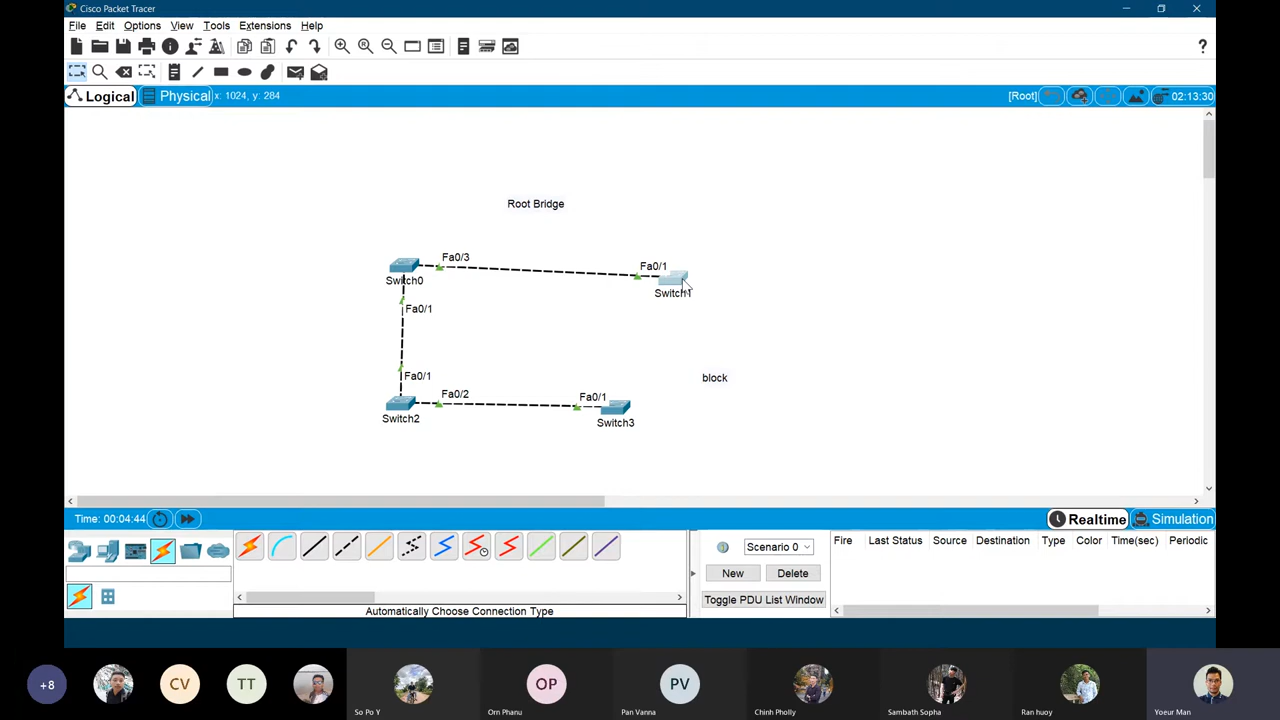 Cisco Packet Tracer
File Edit Options View Tools Extensions Help
?
Logical Physical x: 1024, y: 284 [Root] 02:13:30
Root Bridge
Fa0/3
Fa0/1
Switch0
Switch1
Fa0/1
Fa0/1
block
Fa0/2
Fa0/1
Switch2
Switch3
Time: 00:04:44 Realtime Simulation
Scenario 0 Fire Last Status Source Destination Type Color Time(sec) Periodic
New Delete
Toggle PDU List Window
Automatically Choose Connection Type
+8 CV TT OP PV
So Po Y Orn Phanu Pan Vanna Chinh Pholly Sambath Sopha Ran huoy Yoeur Man